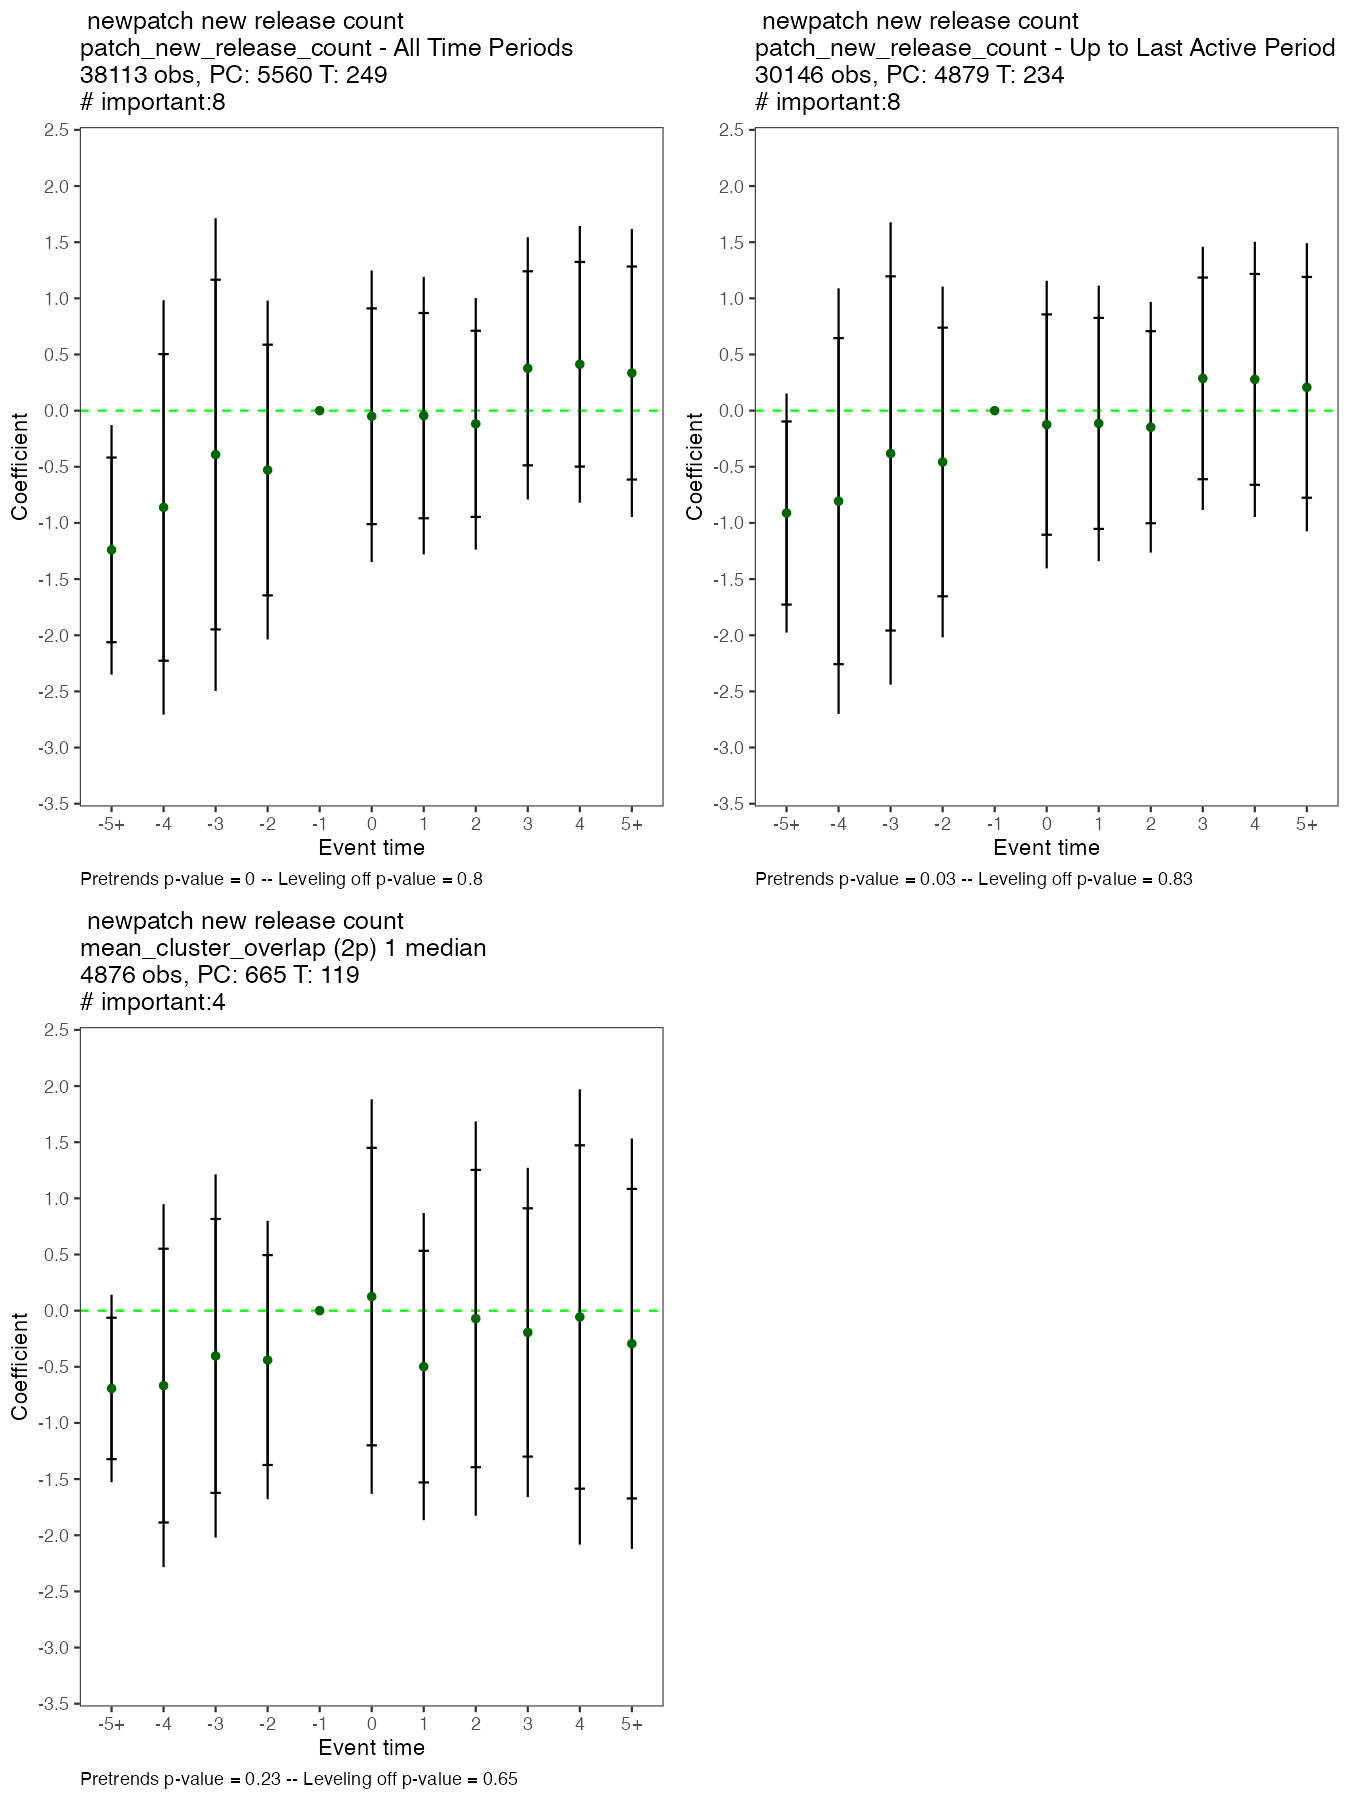 newpatch new release count
patch_new_release_count - All Time Periods
38113 obs, PC: 5560 T: 249
# important:8
2.5
2.0
1.5
1.0
0.5
0.0
-0.5
-1.0
-1.5
-2.0
-2.5
-3.0
-3.5
Coefficient
-5+ -4 -3 -2 -1 0 1 2 3 4 5+
Event time
Pretrends p-value = 0 -- Leveling off p-value = 0.8
newpatch new release count
patch_new_release_count - Up to Last Active Period
30146 obs, PC: 4879 T: 234
# important:8
2.5
2.0
1.5
1.0
0.5
0.0
-0.5
-1.0
-1.5
-2.0
-2.5
-3.0
-3.5
Coefficient
-5+ -4 -3 -2 -1 0 1 2 3 4 5+
Event time
Pretrends p-value = 0.03 -- Leveling off p-value = 0.83
newpatch new release count
mean_cluster_overlap (2p) 1 median
4876 obs, PC: 665 T: 119
# important:4
2.5
2.0
1.5
1.0
0.5
0.0
-0.5
-1.0
-1.5
-2.0
-2.5
-3.0
-3.5
Coefficient
-5+ -4 -3 -2 -1 0 1 2 3 4 5+
Event time
Pretrends p-value = 0.23 -- Leveling off p-value = 0.65